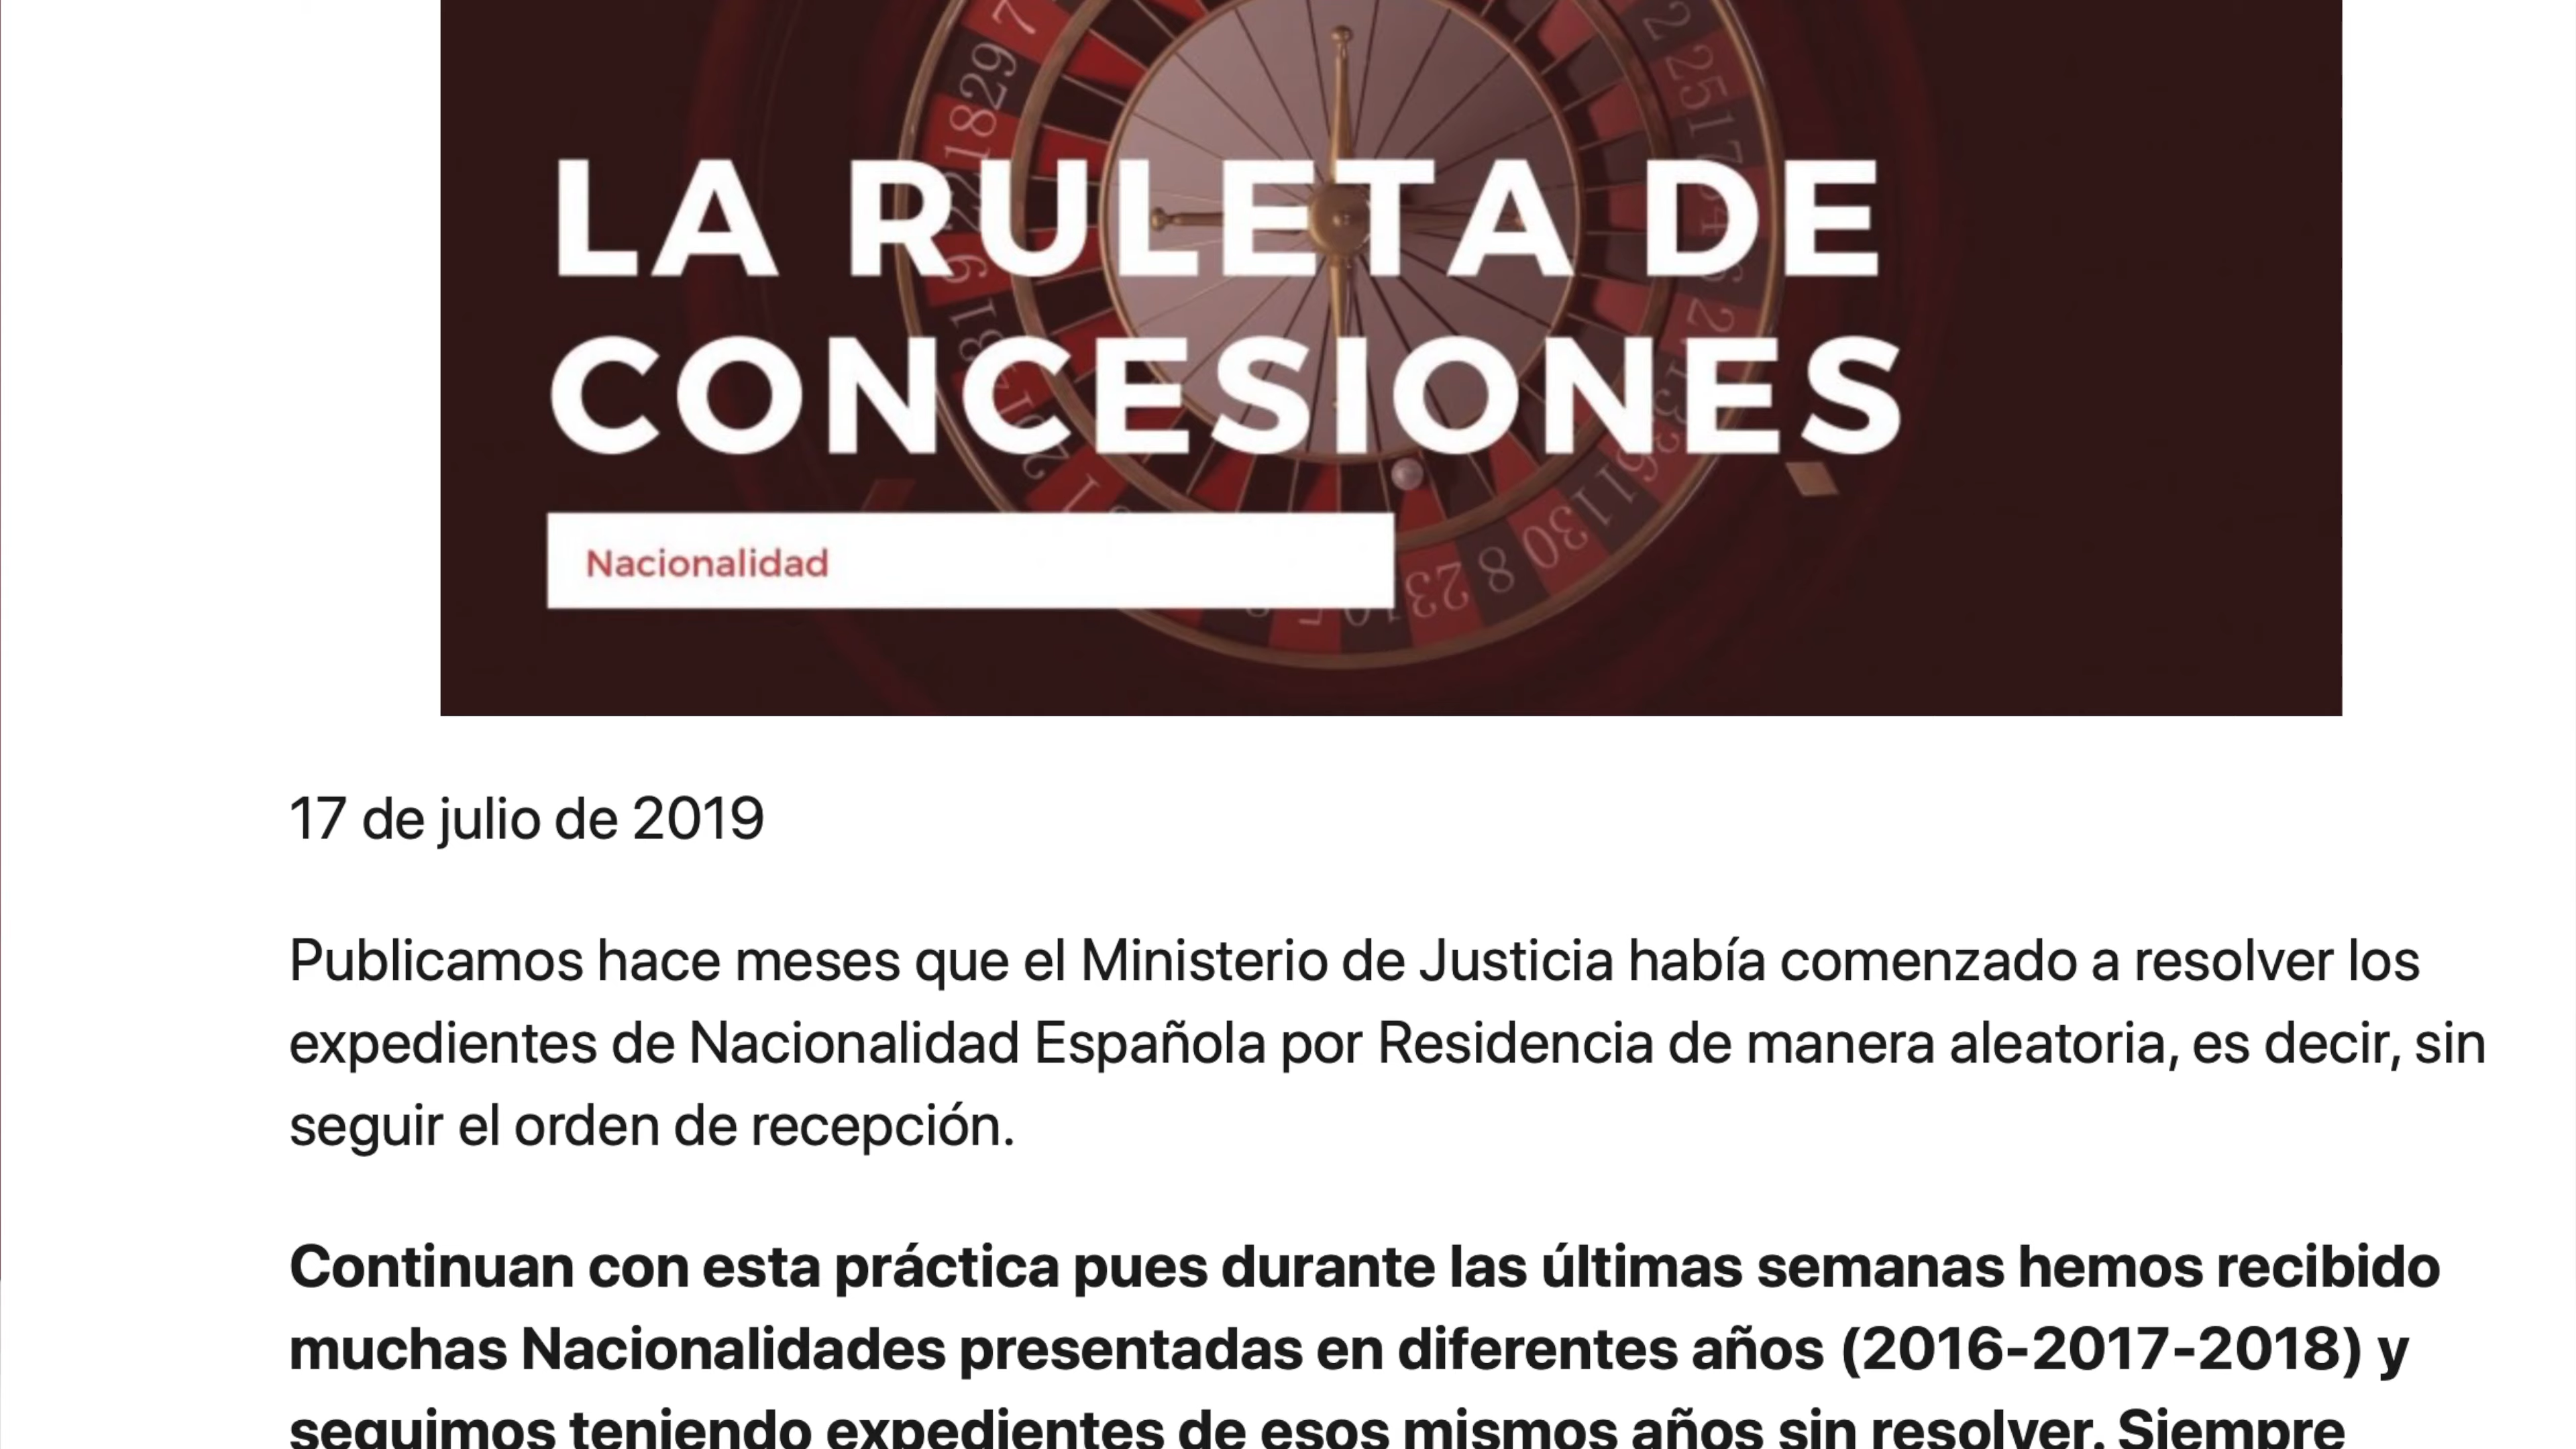 LA RULETA DE
CONCESIONES
Nacionalidad
17 de julio de 2019
Publicamos hace meses que el Ministerio de Justicia había comenzado a resolver los
expedientes de Nacionalidad Española por Residencia de manera aleatoria, es decir, sin
seguir el orden de recepción.
Continuan con esta práctica pues durante las últimas semanas hemos recibido
muchas Nacionalidades presentadas en diferentes años (2016-2017-2018) y
seguimos teniendo expedientes de esos mismos años sin resolver. Siempre